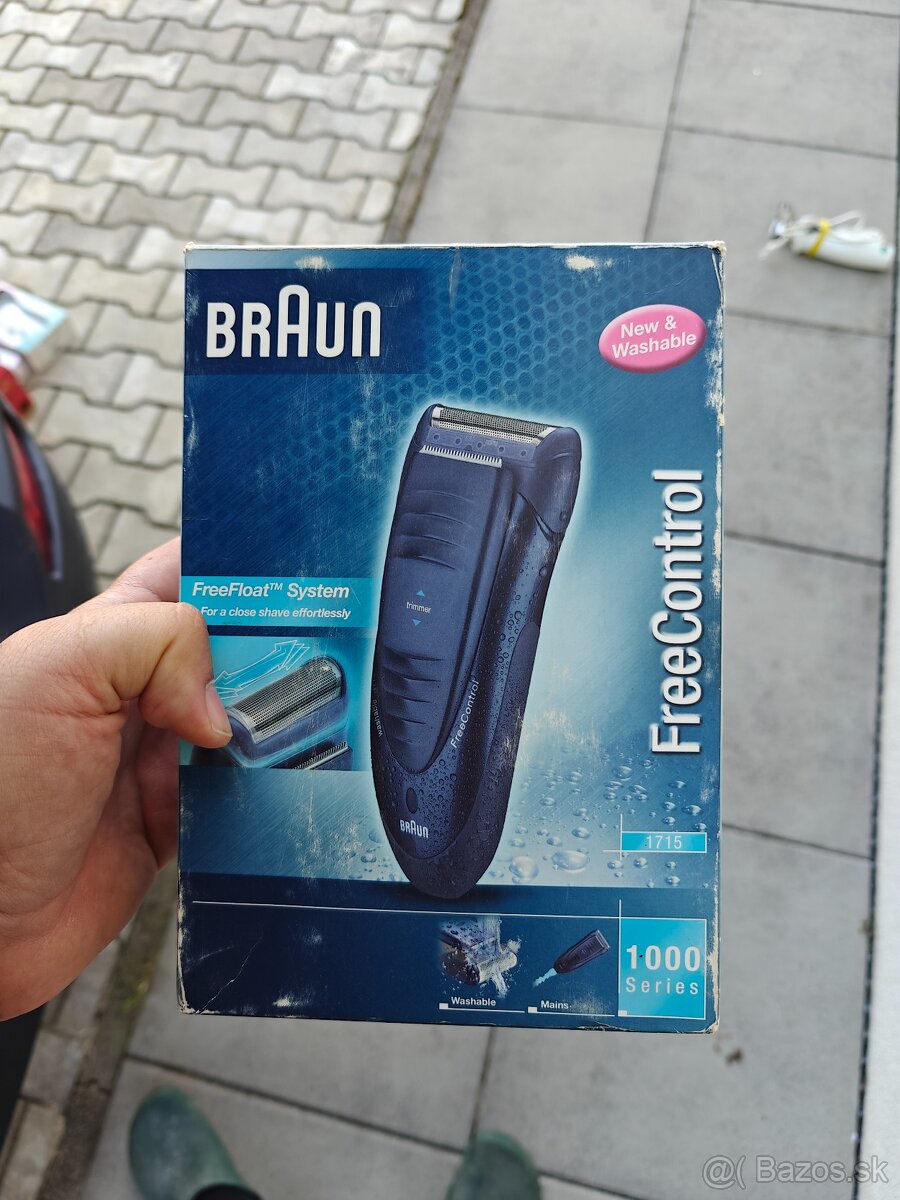 BRAUN
New &
Washable
FreeFloat™ System
For a close shave effortlessly
trimmer
FreeControl
washable
BRAUN
FreeControl
1715
Washable
Mains
1000
Series
@( Bazos.sk